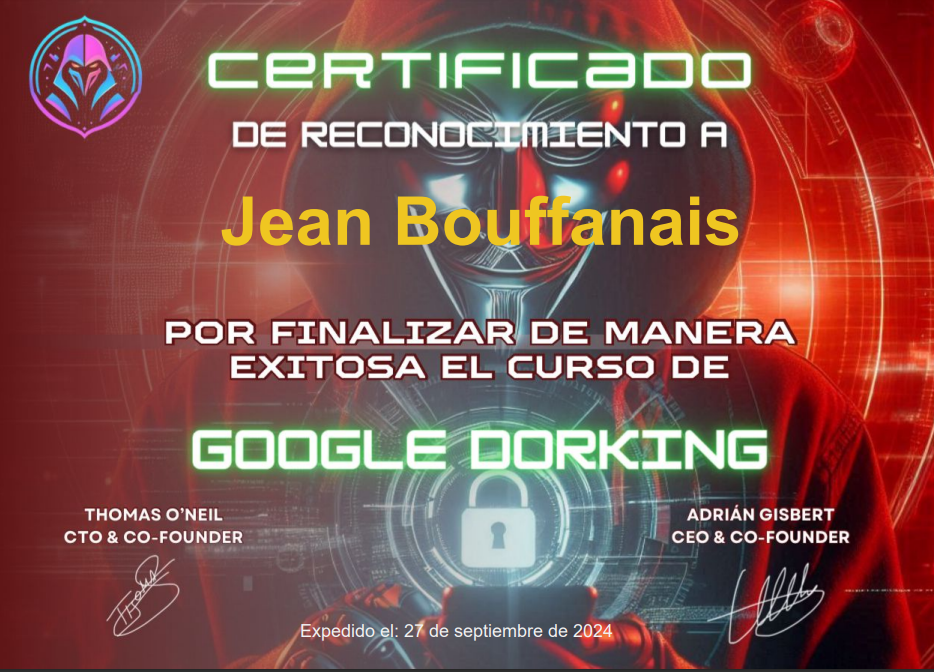 CERTIFICADO
DE RECONOCIMIENTO A
Jean Bouffanais
POR FINALIZAR DE MANERA
EXITOSA EL CURSO DE
GOOGLE DORKING
THOMAS O'NEIL
CTO & CO-FOUNDER
ADRIÁN GISBERT
CEO & CO-FOUNDER
Expedido el: 27 de septiembre de 2024